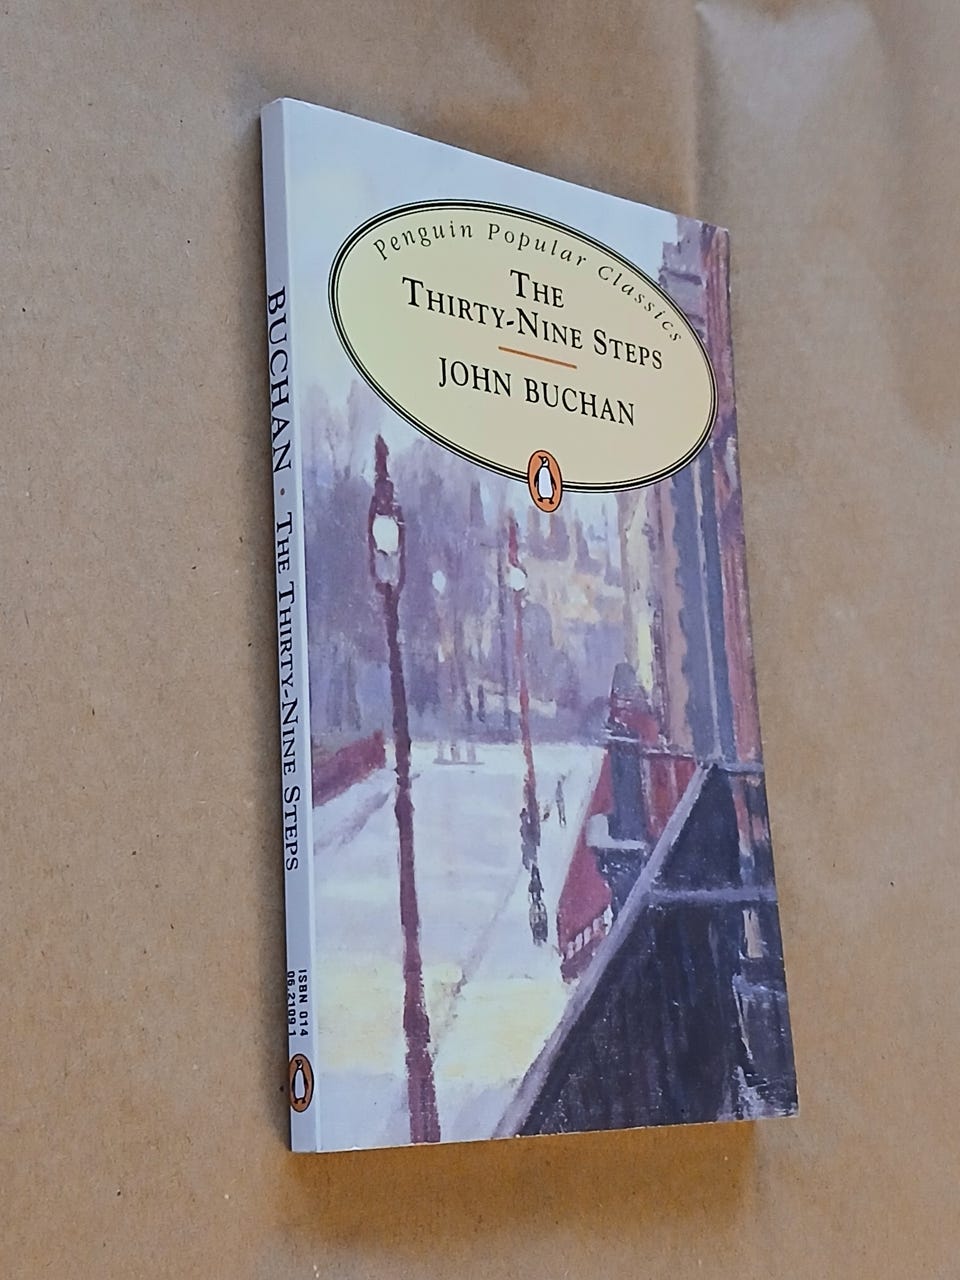 Penguin Popular Classics
THE
THIRTY-NINE STEPS
JOHN BUCHAN
BUCHAN · THE THIRTY-NINE STEPS
ISBN 014
06.2109 1